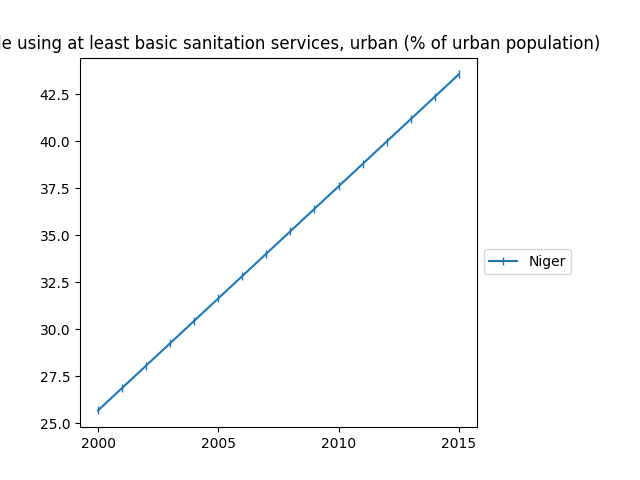 using at least basic sanitation services, urban (% of urban population)
42.5
40.0
37.5
35.0
32.5
30.0
27.5
25.0
2000 2005 2010 2015
Niger